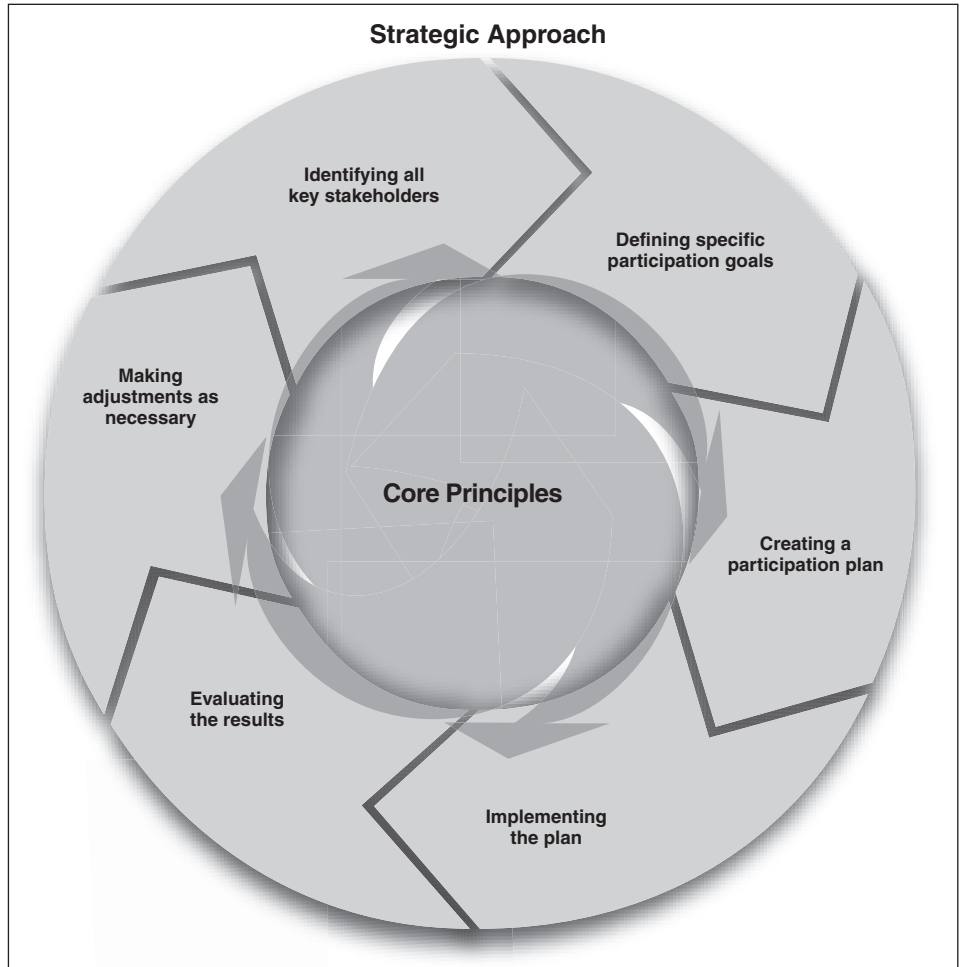 Strategic Approach
Identifying all
key stakeholders
Defining specific
participation goals
Creating a
participation plan
Implementing
the plan
Evaluating
the results
Making
adjustments as
necessary
Core Principles